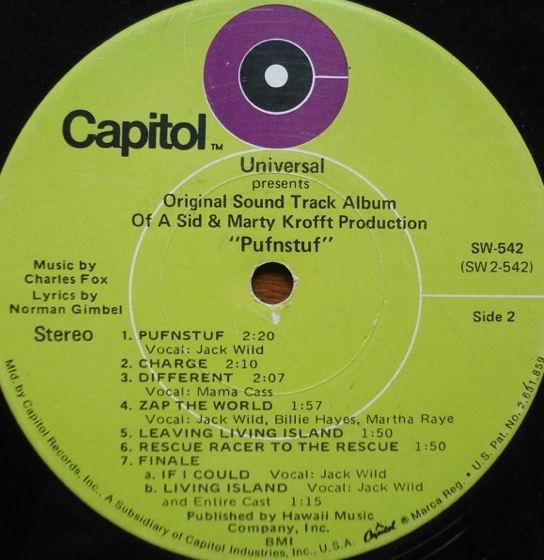 Capitol TM
Universal
presents
Original Sound Track Album
Of A Sid & Marty Krofft Production
"Pufnstuf"
SW-542
(SW2-542)
Music by
Charles Fox
Lyrics by
Norman Gimbel
Side 2
Stereo
1. PUFNSTUF 2:20
Vocal: Jack Wild
2. CHARGE 2:10
3. DIFFERENT 2:07
Vocal: Mama Cass
4. ZAP THE WORLD 1:57
Vocal: Jack Wild, Billie Hayes, Martha Raye
5. LEAVING LIVING ISLAND 1:50
6. RESCUE RACER TO THE RESCUE 1:50
7. FINALE
a. IF I COULD Vocal: Jack Wild
b. LIVING ISLAND Vocal: Jack Wild
and Entire Cast 1:15
Published by Hawaii Music
Company, Inc.
BMI
Mfd. by Capitol Records, Inc., A Subsidiary of Capitol Industries, Inc., U.S.A. Capitol ® Marca Reg. • U.S. Pat. No. 2,631,859